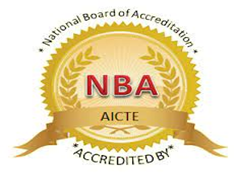 * National Board of Accreditation *
NBA
AICTE
*ACCREDITED BY*